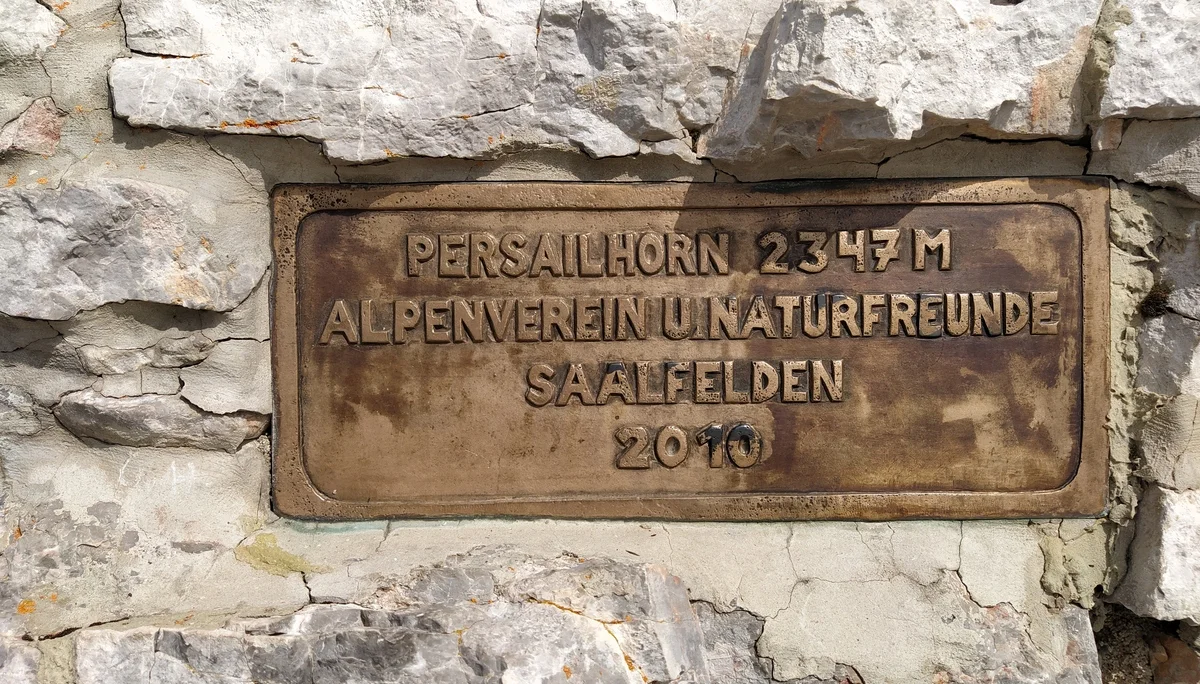 PERSAILHORN 2347 M
ALPENVEREIN U. NATURFREUNDE
SAALFELDEN
2010